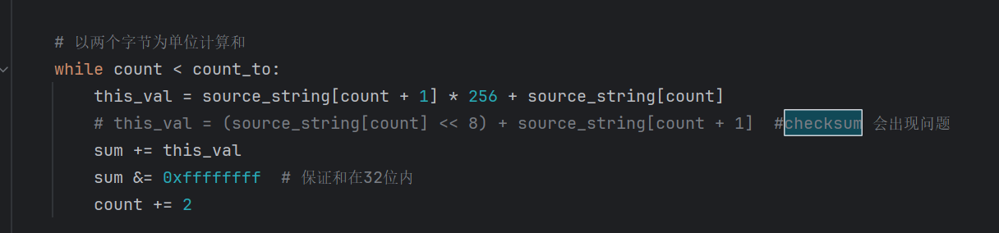 # 以两个字节为单位计算和
while count < count_to:
    this_val = source_string[count + 1] * 256 + source_string[count]
    # this_val = (source_string[count] << 8) + source_string[count + 1]  #checksum 会出现问题
    sum += this_val
    sum &= 0xffffffff  # 保证和在32位内
    count += 2